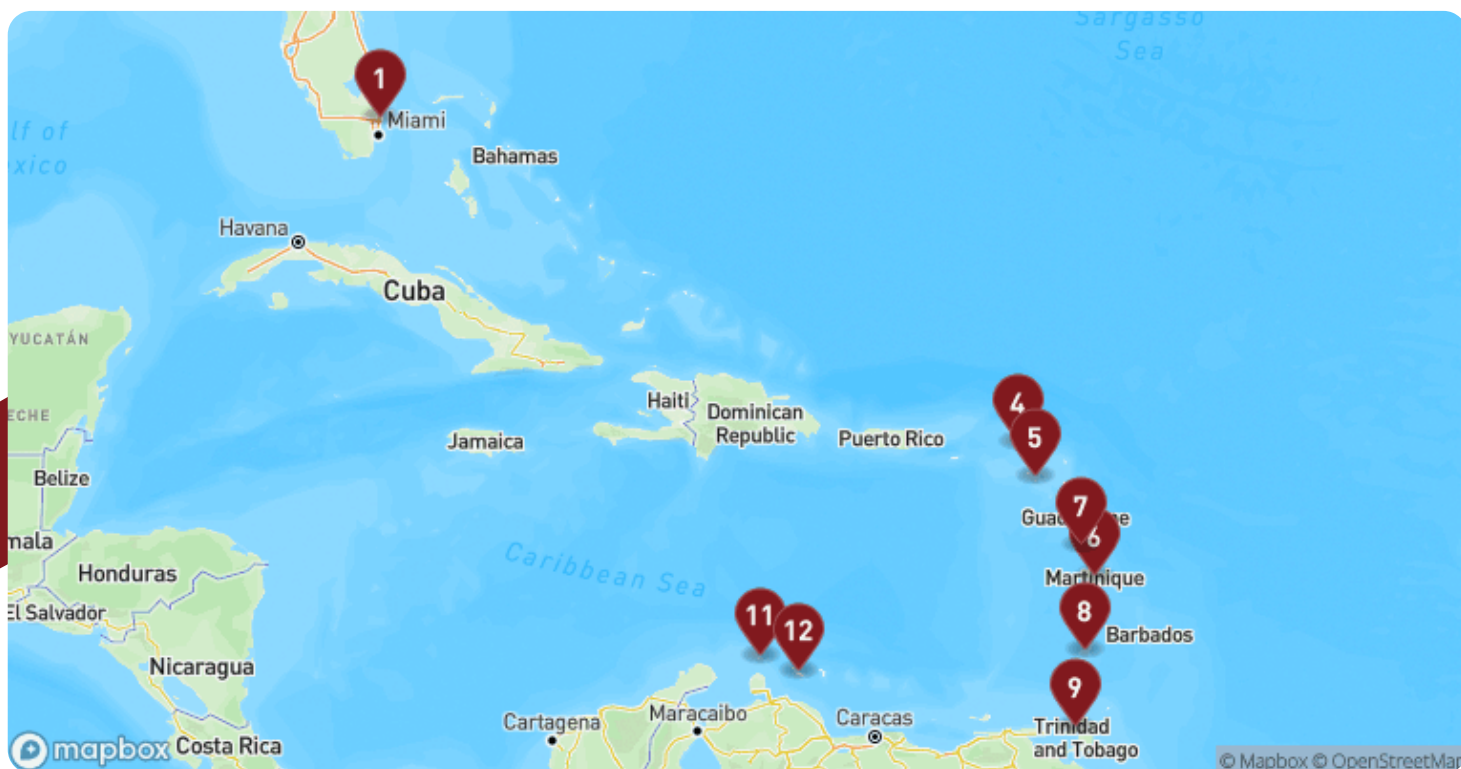 Sargasso
Sea
1
Miami
lf of
xico
Bahamas
Havana
Cuba
YUCATÁN
ECHE
Haiti
Dominican
Republic
Puerto Rico
Jamaica
4
5
Belize
7
6
mala
Honduras
Caribbean Sea
Martinique
El Salvador
11
12
8
Barbados
Nicaragua
9
Cartagena
Maracaibo
Caracas
Trinidad
and Tobago
mapbox
Costa Rica
© Mapbox © OpenStreetMap